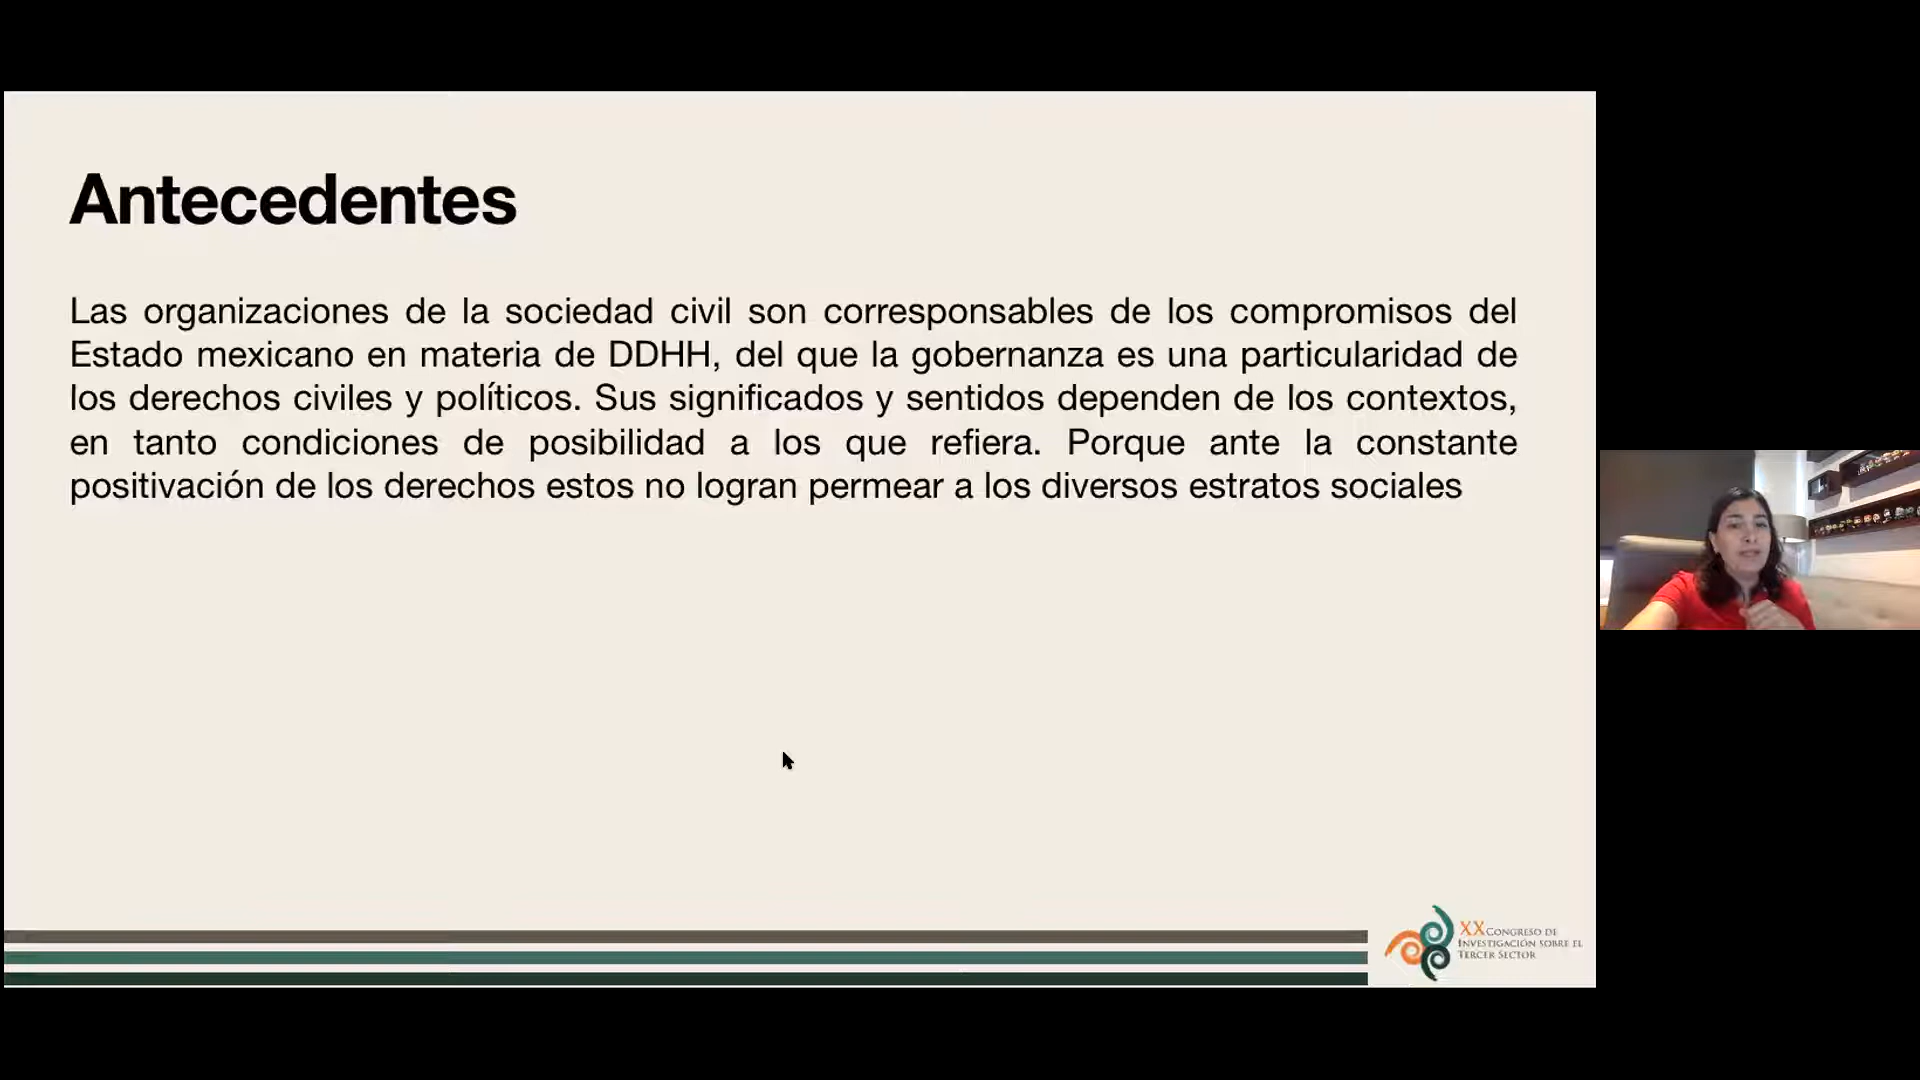 Antecedentes
Las organizaciones de la sociedad civil son corresponsables de los compromisos del
Estado mexicano en materia de DDHH, del que la gobernanza es una particularidad de
los derechos civiles y políticos. Sus significados y sentidos dependen de los contextos,
en tanto condiciones de posibilidad a los que refiera. Porque ante la constante
positivación de los derechos estos no logran permear a los diversos estratos sociales
XX CONGRESO DE
INVESTIGACIÓN SOBRE EL
TERCER SECTOR